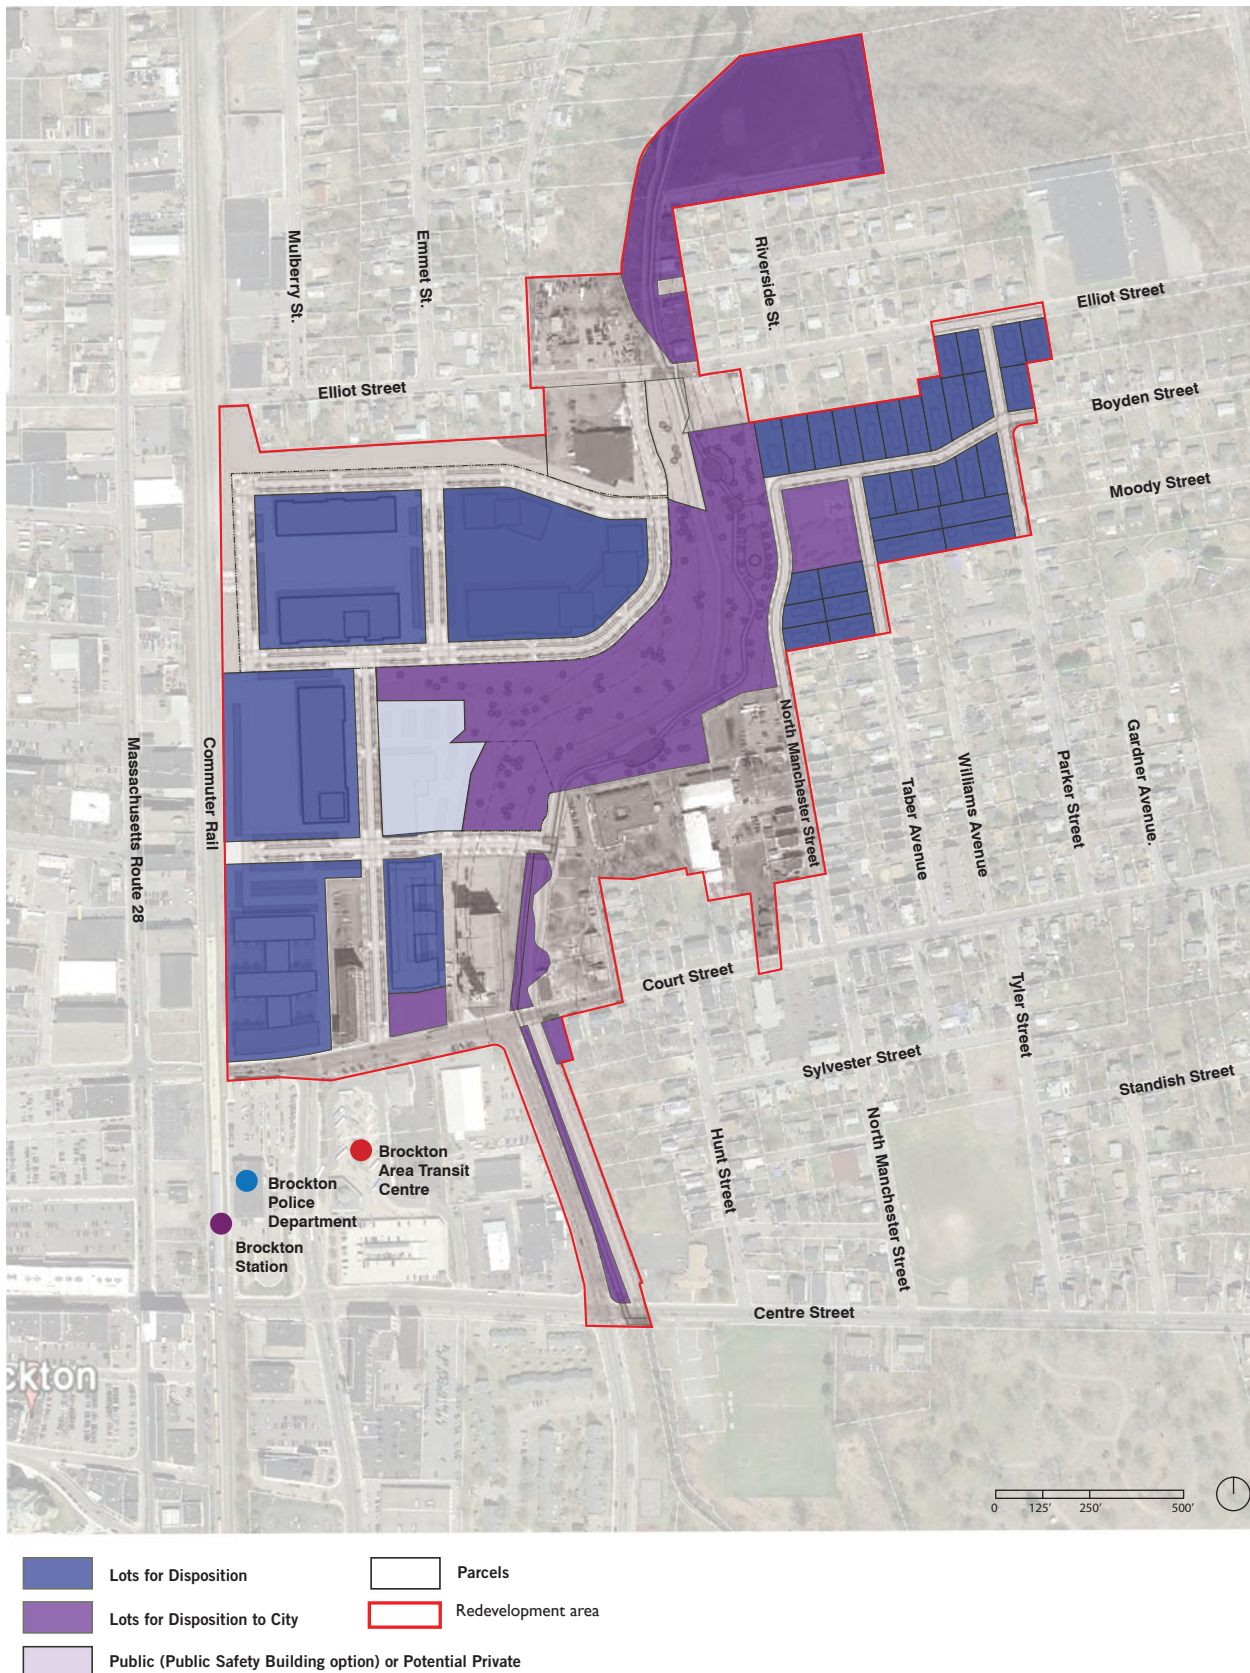 Mulberry St.
Emmet St.
Riverside St.
Elliot Street
Elliot Street
Boyden Street
Moody Street
Massachusetts Route 28
Commuter Rail
North Manchester Street
Taber Avenue
Williams Avenue
Parker Street
Gardner Avenue.
Court Street
Tyler Street
Sylvester Street
Standish Street
Hunt Street
North Manchester Street
Brockton
Area Transit
Centre
Brockton
Police
Department
Brockton
Station
Centre Street
ckton
0 125' 250' 500'
Lots for Disposition
Parcels
Lots for Disposition to City
Redevelopment area
Public (Public Safety Building option) or Potential Private